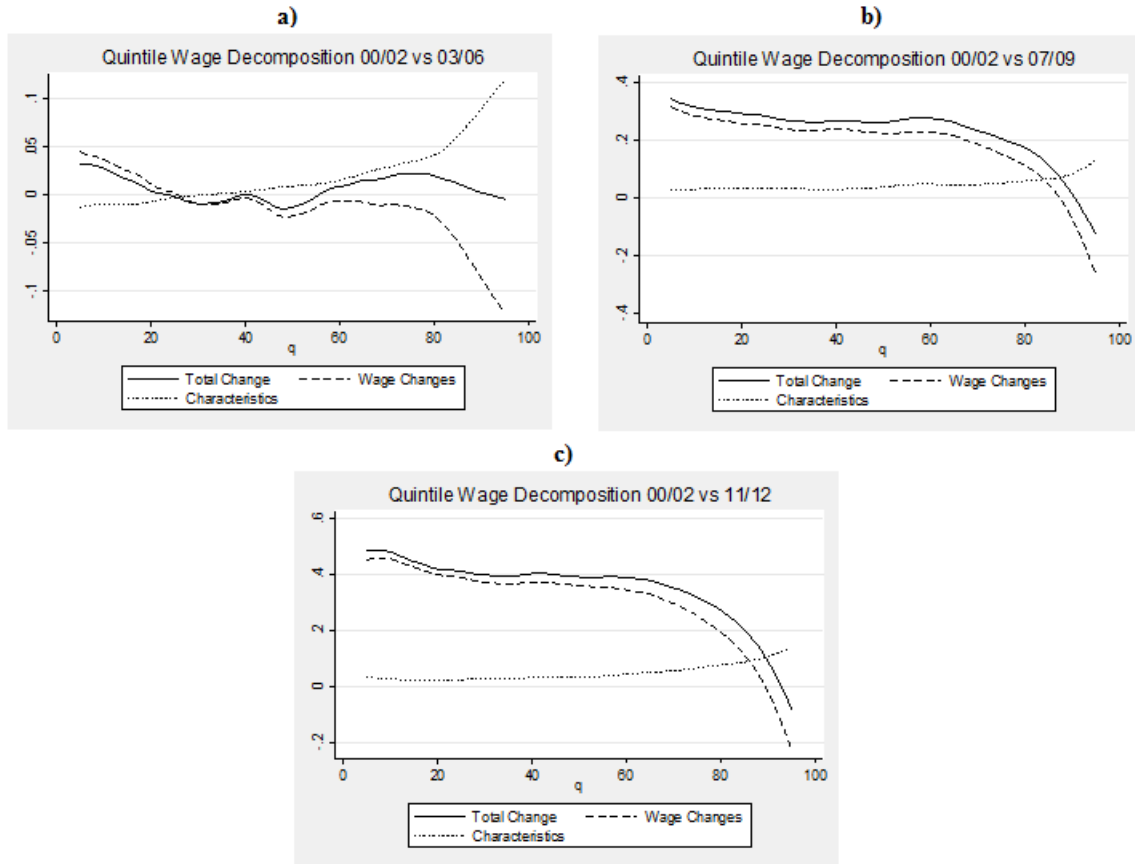 a)
Quintile Wage Decomposition 00/02 vs 03/06
.1
.05
0
-.05
-.1
0 20 40 60 80 100
q
Total Change Wage Changes
Characteristics
b)
Quintile Wage Decomposition 00/02 vs 07/09
.4
.2
0
-.2
-.4
0 20 40 60 80 100
q
Total Change Wage Changes
Characteristics
c)
Quintile Wage Decomposition 00/02 vs 11/12
.6
.4
.2
0
-.2
0 20 40 60 80 100
q
Total Change Wage Changes
Characteristics